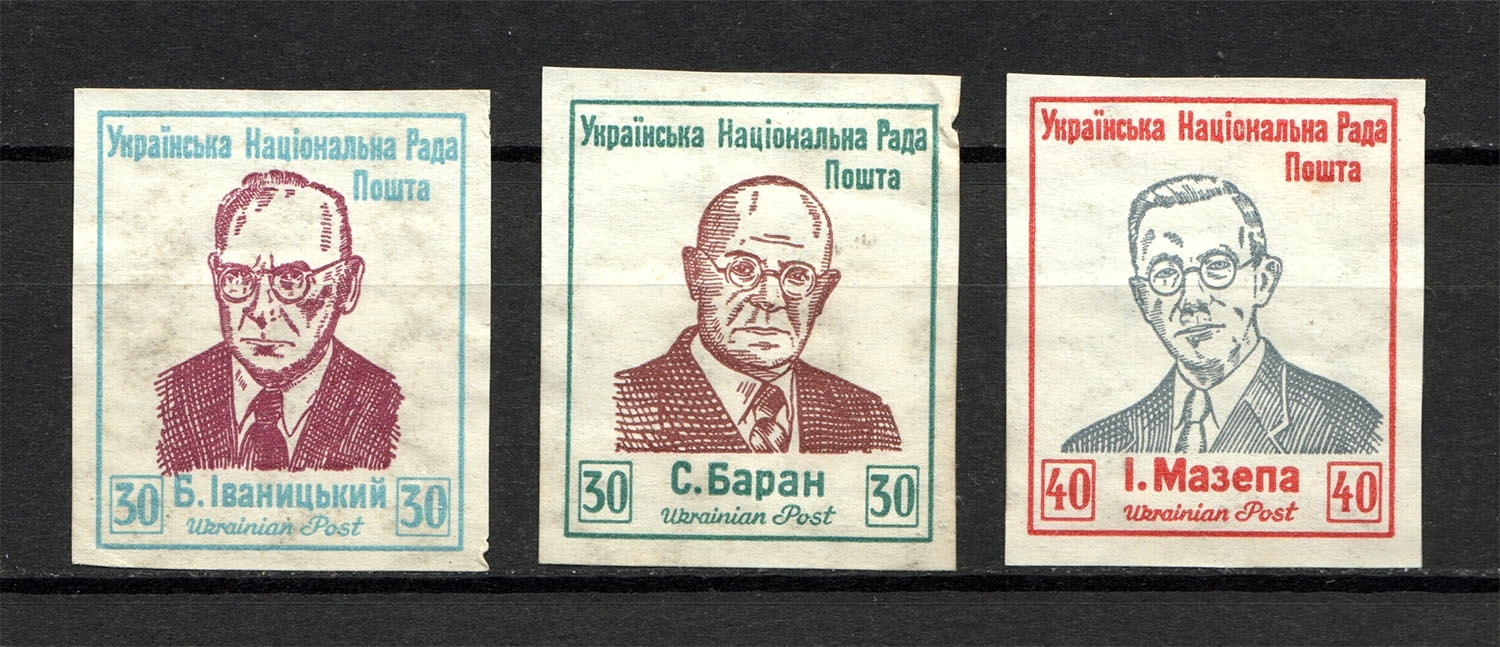 Українська Національна Рада
Пошта
30 Б. Іваницький 30
Ukrainian Post
Українська Національна Рада
Пошта
30 С. Баран 30
Ukrainian Post
Українська Національна Рада
Пошта
40 І. Мазепа 40
Ukrainian Post